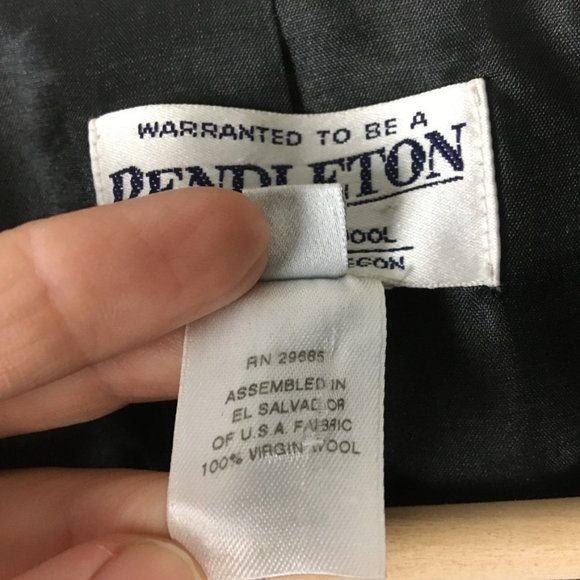 WARRANTED TO BE A
PENDLETON
RN 29685
ASSEMBLED IN
EL SALVADOR
OF U.S.A. FABRIC
100% VIRGIN WOOL